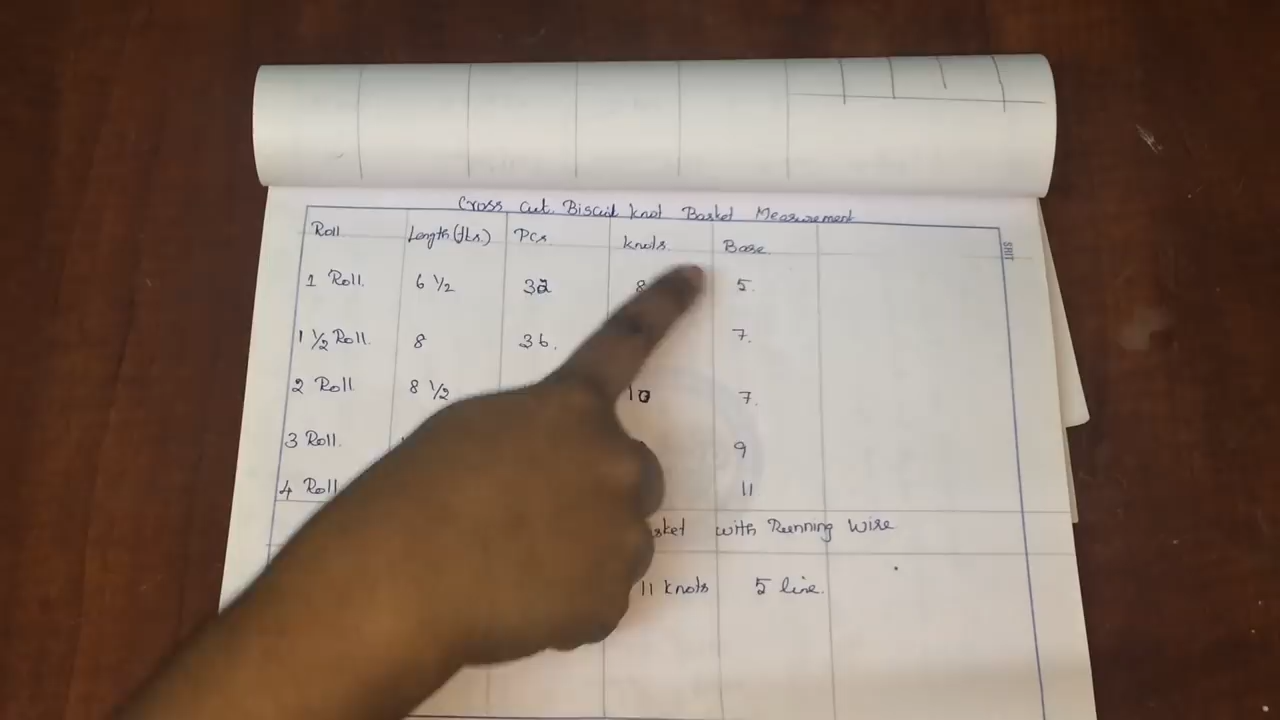 Cross Cut Biscuit knot Basket Measurement
Roll Length (fts.) Pcs Knots Base
1 Roll. 6 1/2 32 8 5.
1 1/2 Roll. 8 36. 7.
2 Roll 8 1/2 10 7.
3 Roll. 9
4 Roll 11
with Running Wire
11 Knots 5 line.
SRIT